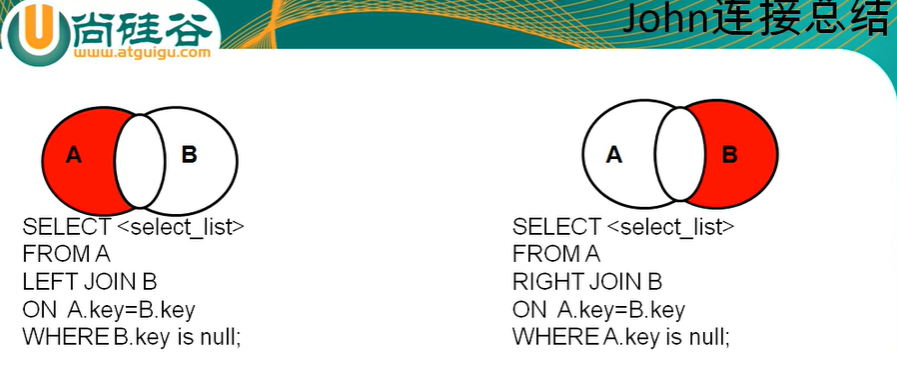 尚硅谷
www.atguigu.com
John连接总结
A
B
SELECT <select_list>
FROM A
LEFT JOIN B
ON A.key=B.key
WHERE B.key is null;
A
B
SELECT <select_list>
FROM A
RIGHT JOIN B
ON A.key=B.key
WHERE A.key is null;